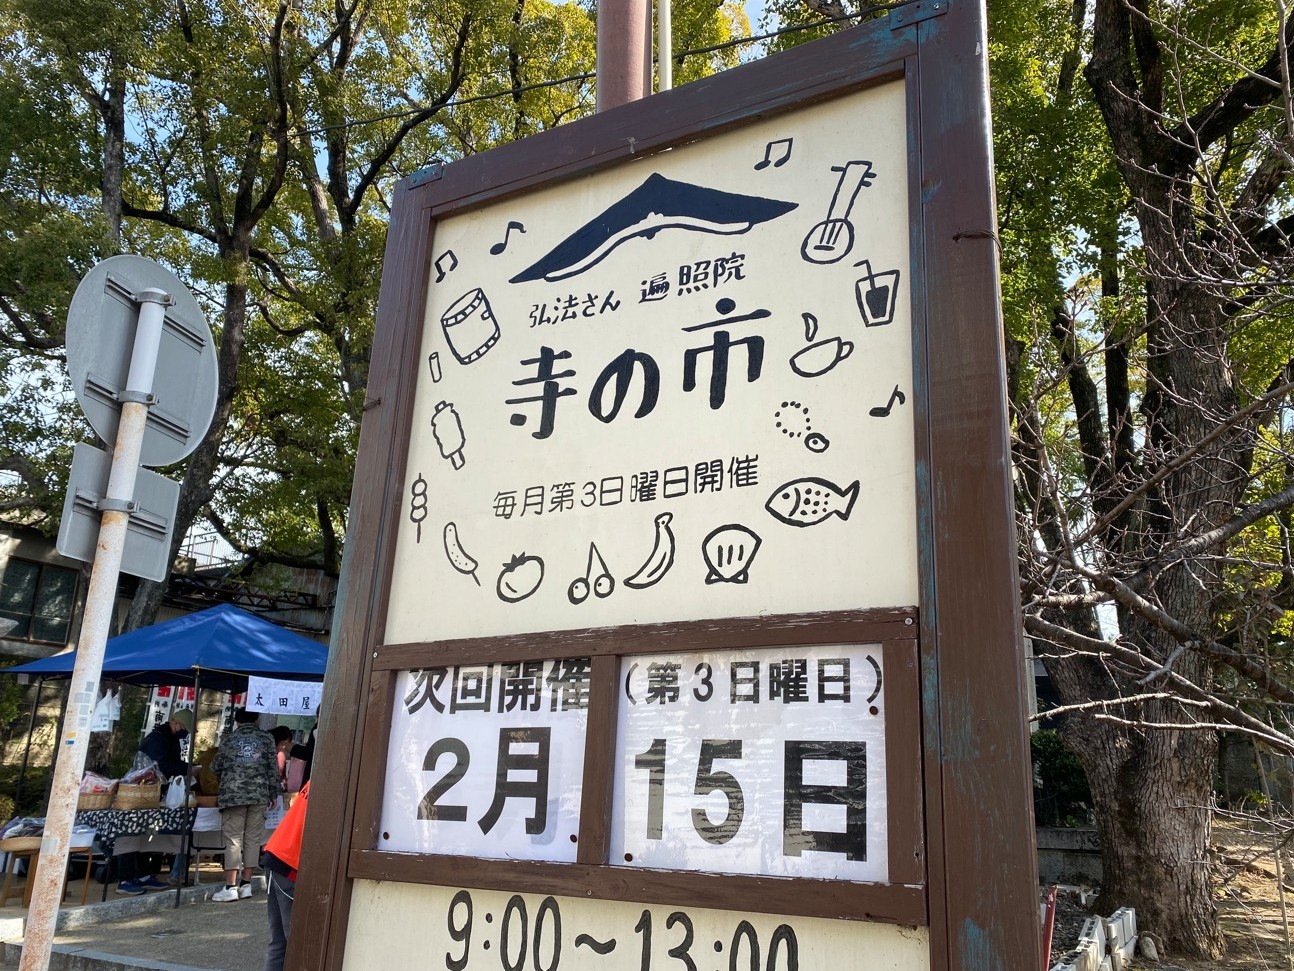 弘法さん 遍照院
寺の市
毎月第3日曜日開催
次回開催
2月
(第3日曜日)
15日
9:00~13:00
太田屋